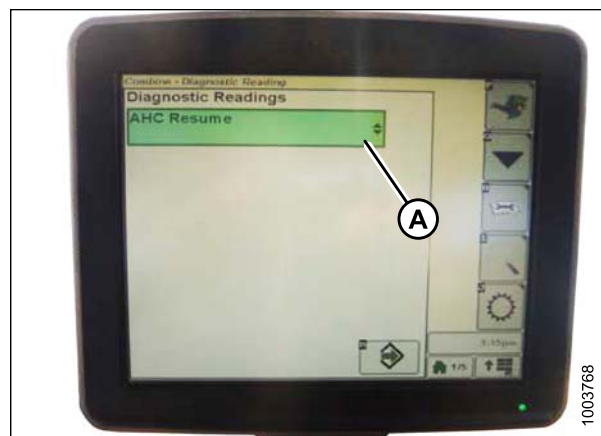 Combine - Diagnostic Reading
Diagnostic Readings
AHC Resume
A
3:15pm
1/5
1003768